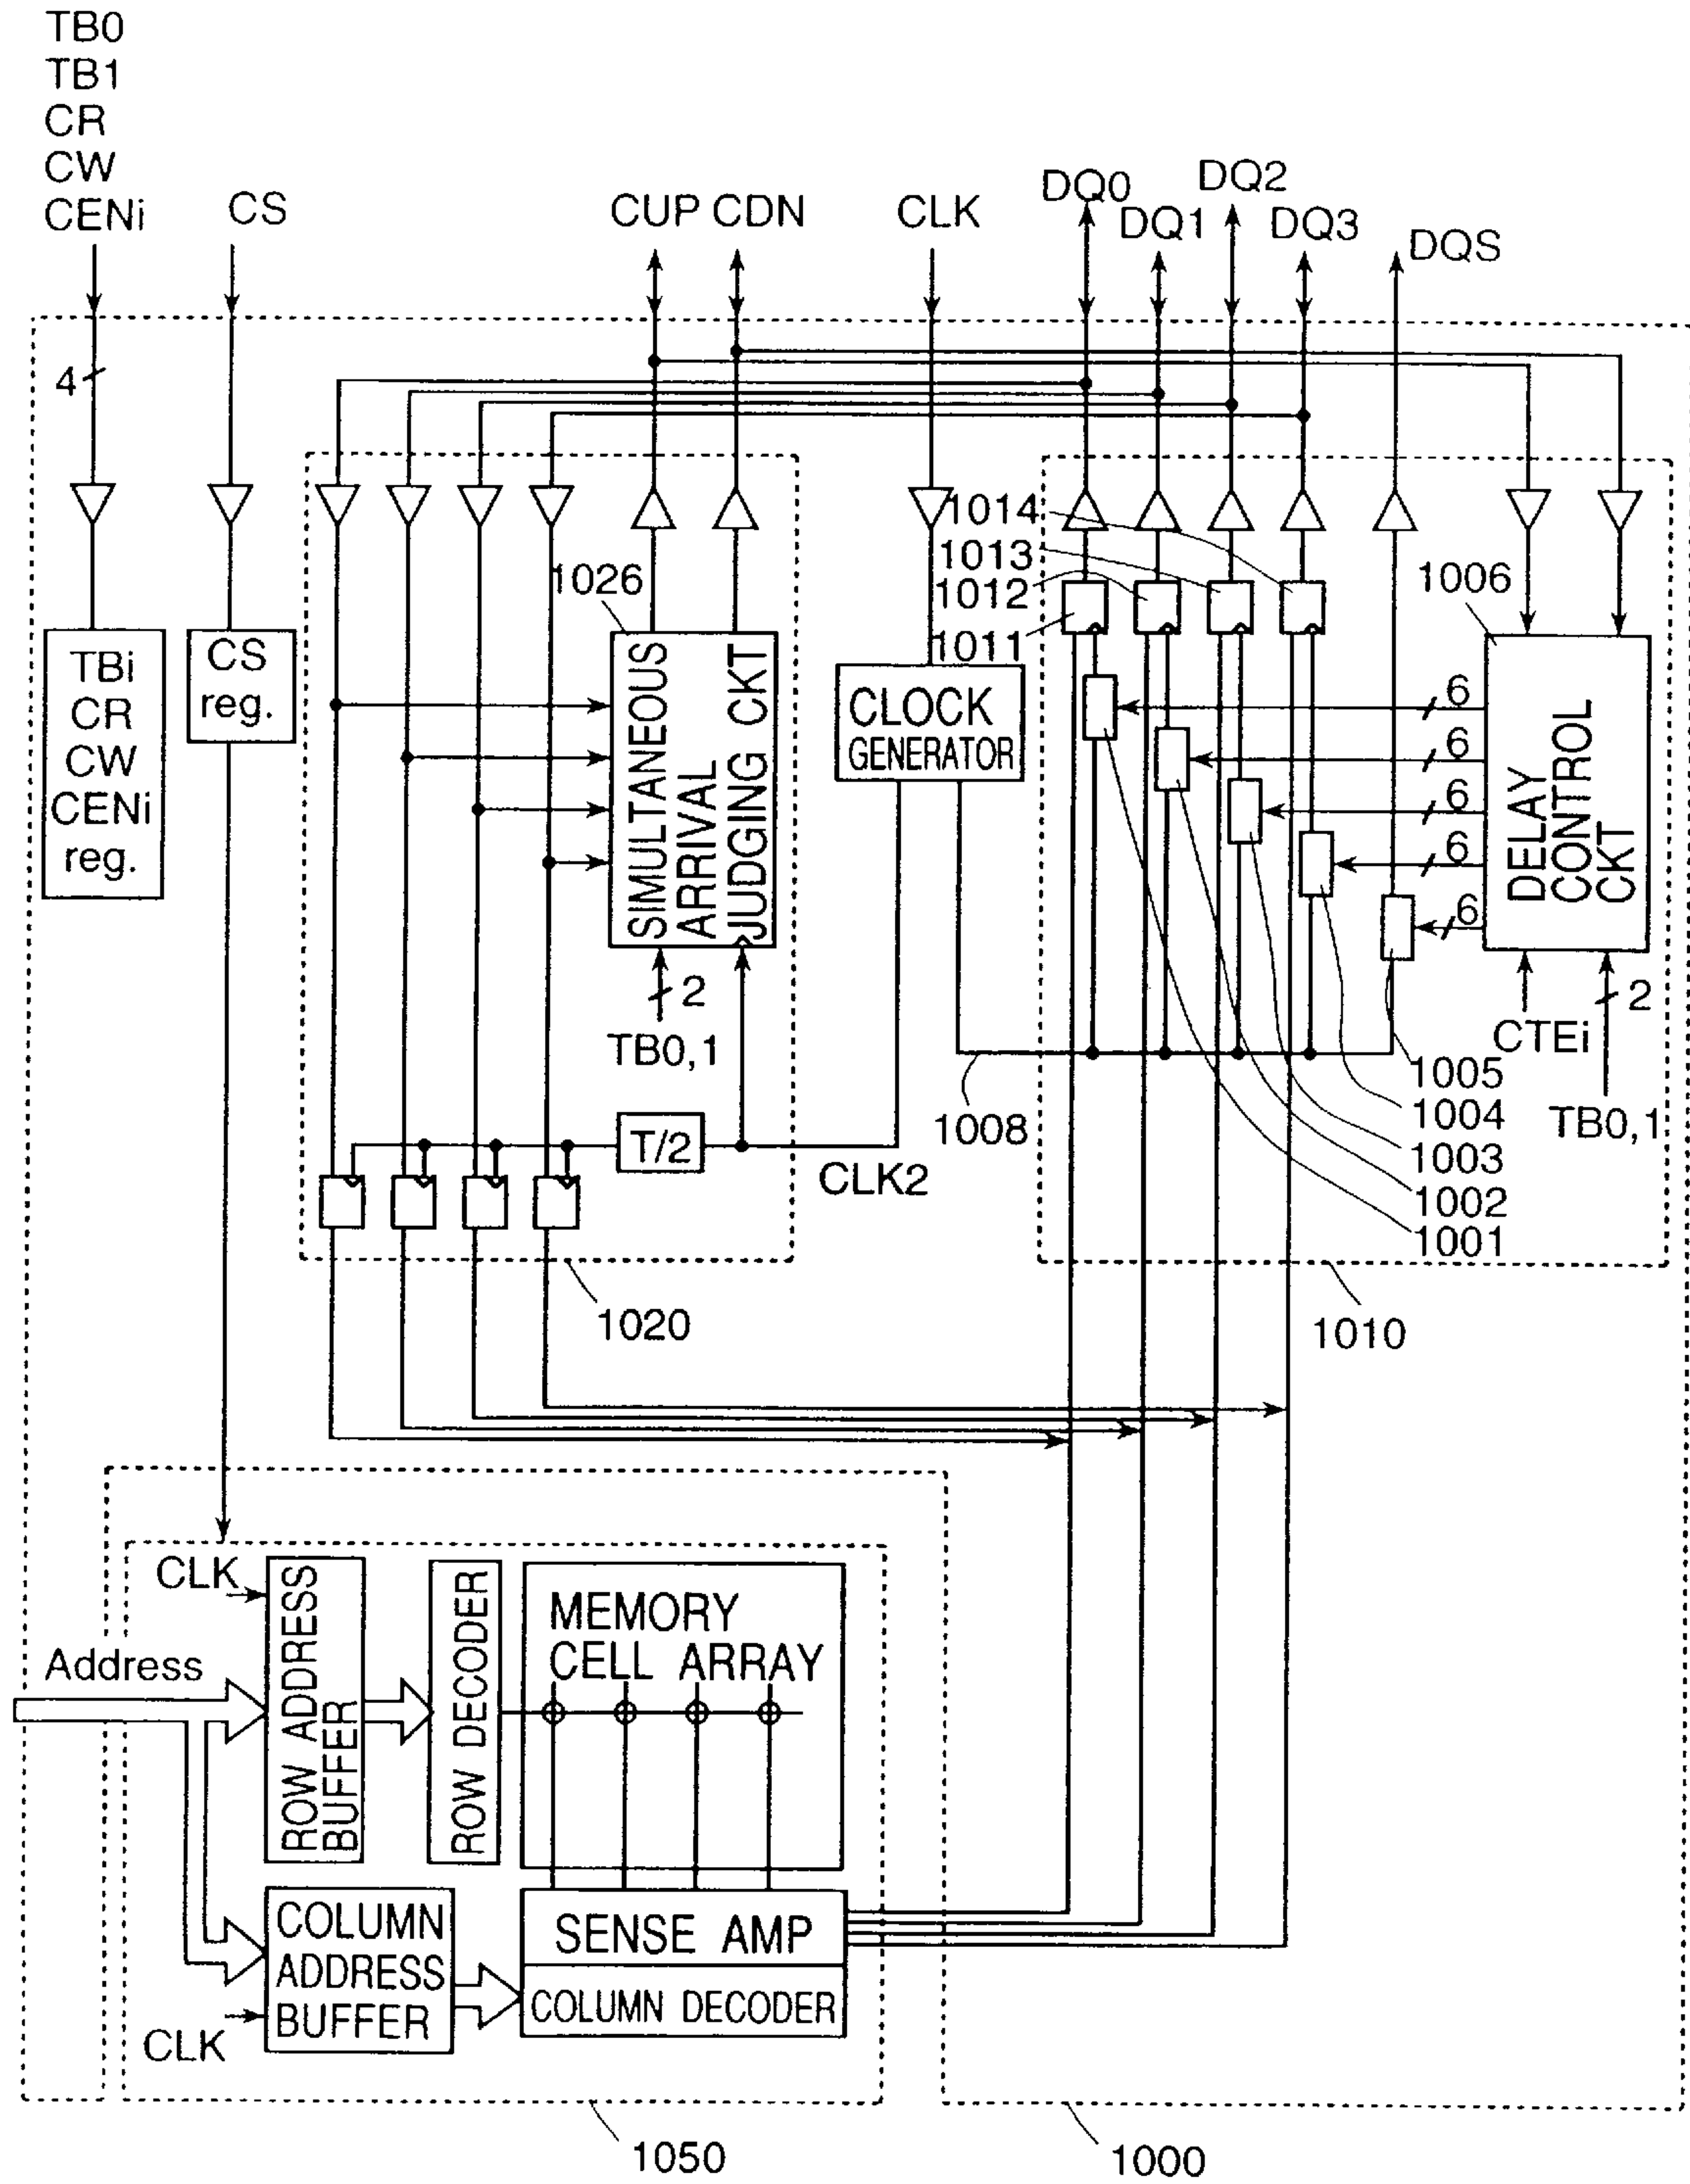 TB0
TB1
CR
CW
CENi
CS
CUP
CDN
CLK
DQ0
DQ1
DQ2
DQ3
DQS
4
1014
1013
1012
1011
1026
1006
TBi
CR
CW
CENi
reg.
CS
reg.
SIMULTANEOUS
ARRIVAL
JUDGING CKT
CLOCK
GENERATOR
6
6
6
6
6
DELAY
CONTROL
CKT
2
TB0,1
CTEi
2
TB0,1
T/2
CLK2
1008
1005
1004
1003
1002
1001
1020
1010
CLK
Address
ROW ADDRESS
BUFFER
ROW DECODER
MEMORY
CELL ARRAY
COLUMN
ADDRESS
BUFFER
CLK
SENSE AMP
COLUMN DECODER
1050
1000